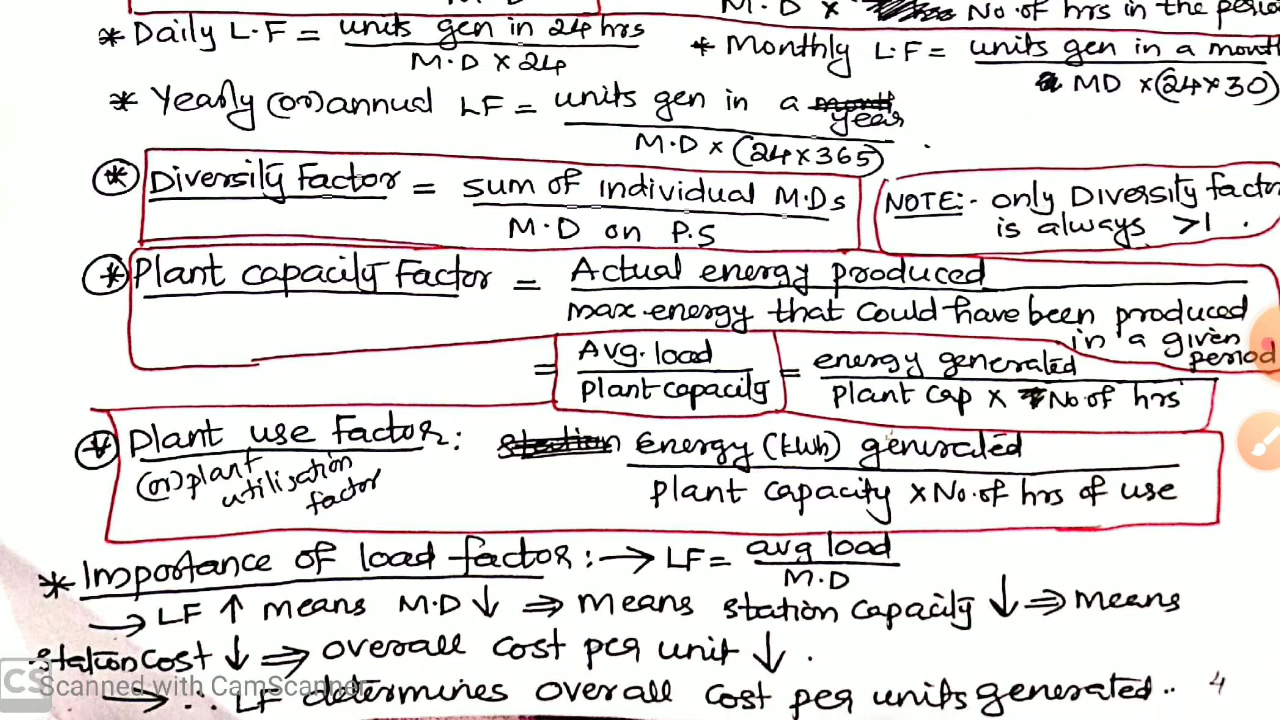 M.D × No.of hrs in the period
* Daily L.F = units gen in 24 hrs / M.D × 24
* Monthly L.F = units gen in a month / MD × (24×30)
* Yearly (or) annual LF = units gen in a year / M.D × (24×365)
* Diversity Factor = sum of individual M.Ds / M.D on P.S
NOTE:- only Diversity factor
is always >1.
* Plant capacity Factor = Actual energy produced / max.energy that could have been produced in a given period
= Avg.load / plant capacity = energy generated / plant cap × No of hrs
* Plant use Factor: Energy (kwh) generated / plant capacity × No.of hrs of use
(or) plant
utilisation
factor
* Importance of load factor: → LF = avg load / M.D
→ LF ↑ means M.D ↓ ⇒ means station capacity ↓ ⇒ means
station cost ↓ ⇒ overall cost per unit ↓.
→ ∴ LF determines overall cost per units generated..
4
CS Scanned with CamScanner